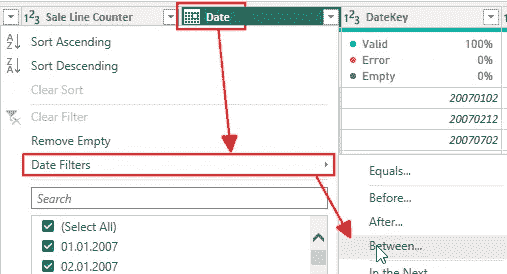 1²3 Sale Line Counter
Date
1²3 DateKey
Sort Ascending
Sort Descending
Clear Sort
Clear Filter
Remove Empty
Date Filters
Search
(Select All)
01.01.2007
02.01.2007
Valid 100%
Error 0%
Empty 0%
20070102
20070212
20070702
Equals...
Before...
After...
Between...
In the Next